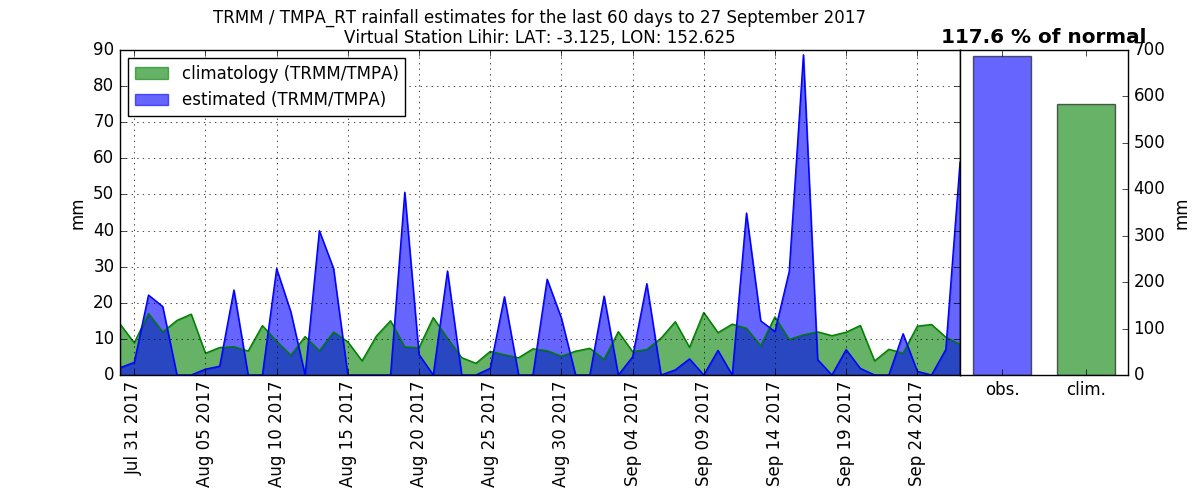 TRMM / TMPA_RT rainfall estimates for the last 60 days to 27 September 2017
Virtual Station Lihir: LAT: -3.125, LON: 152.625
117.6 % of normal
climatology (TRMM/TMPA)
estimated (TRMM/TMPA)
90
80
70
60
50
40
30
20
10
0
mm
Jul 31 2017
Aug 05 2017
Aug 10 2017
Aug 15 2017
Aug 20 2017
Aug 25 2017
Aug 30 2017
Sep 04 2017
Sep 09 2017
Sep 14 2017
Sep 19 2017
Sep 24 2017
obs.
clim.
700
600
500
400
300
200
100
0
mm